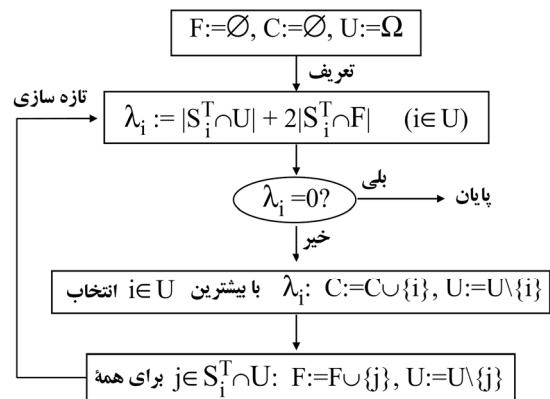 F:=∅, C:=∅, U:=Ω
تعریف
تازه سازی
λᵢ := |Sᵢᵀ∩U| + 2|Sᵢᵀ∩F| (i∈U)
λᵢ =0?
بلی
پایان
خیر
انتخاب i∈U با بیشترین λᵢ: C:=C∪{i}, U:=U\{i}
برای همهٔ j∈Sᵢᵀ∩U: F:=F∪{j}, U:=U\{j}